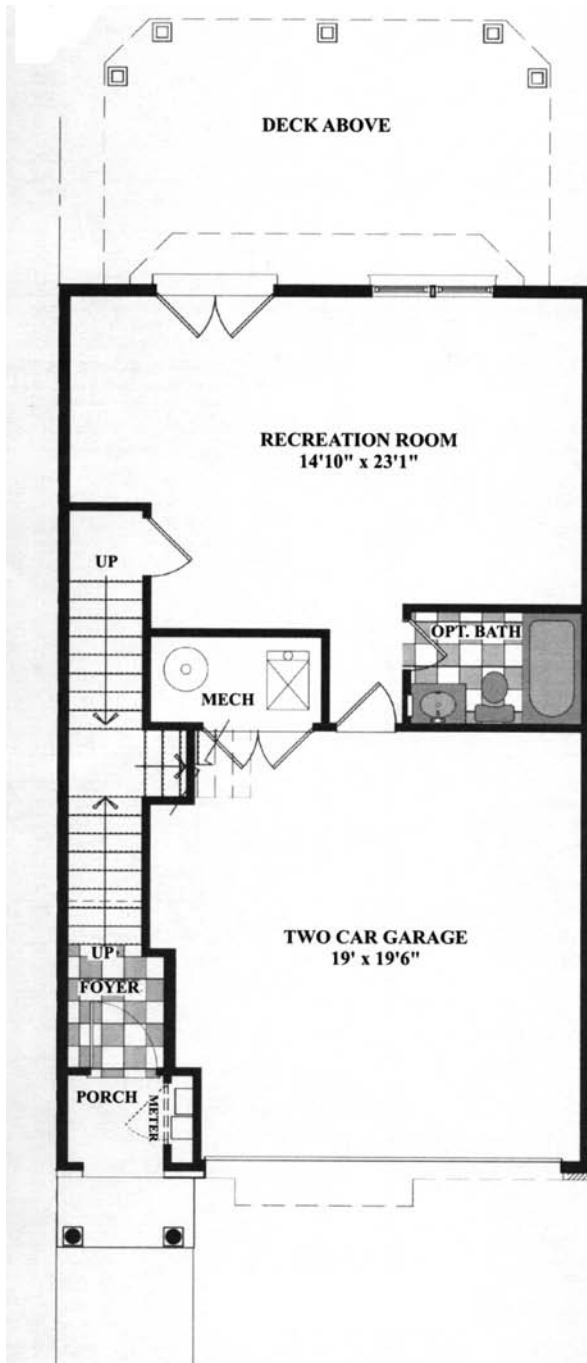 DECK ABOVE
RECREATION ROOM
14'10" x 23'1"
UP
OPT. BATH
MECH
TWO CAR GARAGE
19' x 19'6"
UP
FOYER
PORCH
METER